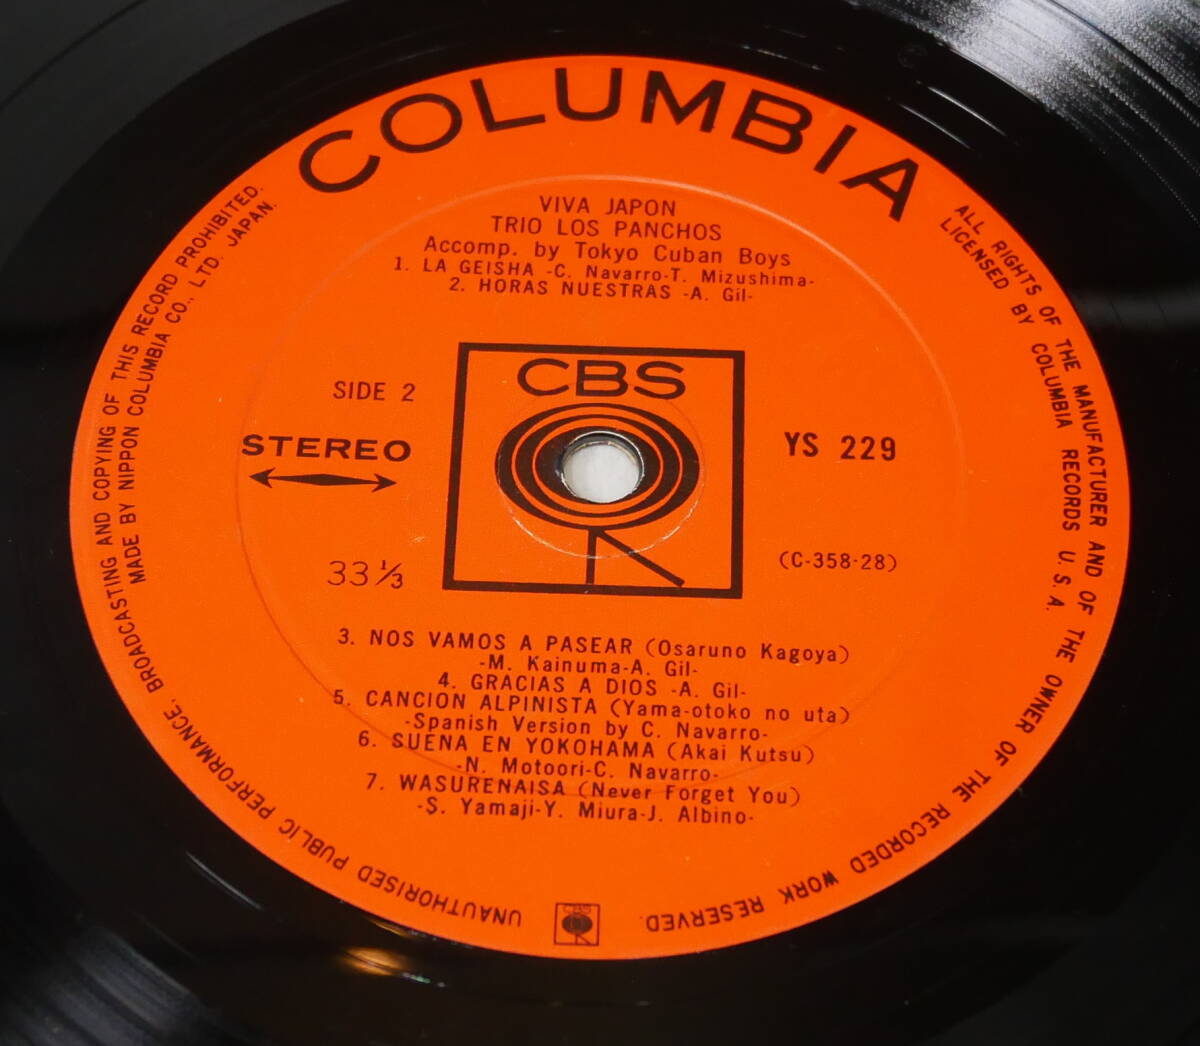 COLUMBIA
VIVA JAPON
TRIO LOS PANCHOS
Accomp. by Tokyo Cuban Boys
1. LA GEISHA -C. Navarro-T. Mizushima-
2. HORAS NUESTRAS -A. Gil-
CBS
SIDE 2
STEREO
YS 229
33 1/3
(C-358-28)
3. NOS VAMOS A PASEAR (Osaruno Kagoya)
-M. Kainuma-A. Gil-
4. GRACIAS A DIOS -A. Gil-
5. CANCION ALPINISTA (Yama-otoko no uta)
-Spanish Version by C. Navarro-
6. SUENA EN YOKOHAMA (Akai Kutsu)
-N. Motoori-C. Navarro-
7. WASURENAISA (Never Forget You)
-S. Yamaji-Y. Miura-J. Albino-
ALL RIGHTS OF THE MANUFACTURER AND OF THE OWNER OF THE RECORDED WORK RESERVED.
LICENSED BY COLUMBIA RECORDS U.S.A.
UNAUTHORISED PUBLIC PERFORMANCE, BROADCASTING AND COPYING OF THIS RECORD PROHIBITED.
MADE BY NIPPON COLUMBIA CO., LTD. JAPAN.
CBS